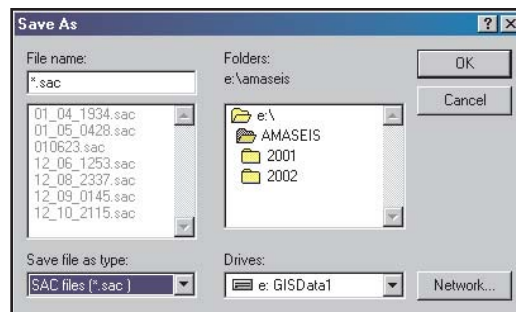 Save As
File name:
*.sac
01_04_1934.sac
01_05_0428.sac
010623.sac
12_06_1253.sac
12_08_2337.sac
12_09_0145.sac
12_10_2115.sac
Save file as type:
SAC files (*.sac )
Folders:
e:\amaseis
e:\
AMASEIS
2001
2002
Drives:
e: GISData1
OK
Cancel
Network...